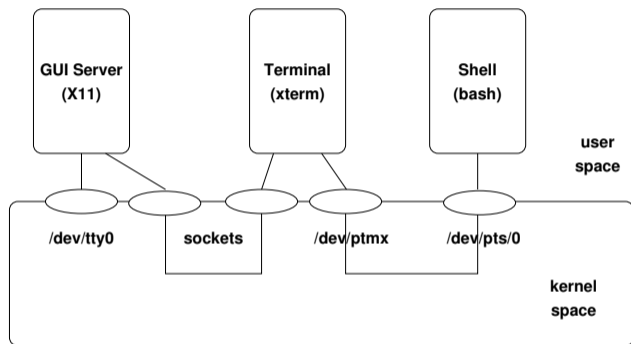 GUI Server
(X11)
Terminal
(xterm)
Shell
(bash)
user
space
/dev/tty0
sockets
/dev/ptmx
/dev/pts/0
kernel
space